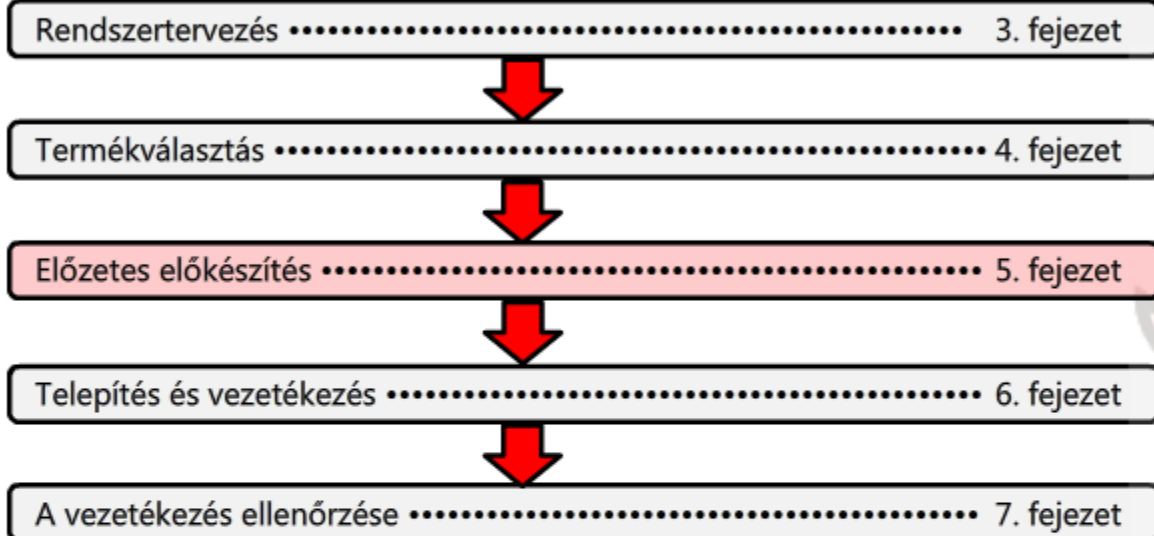 Rendszertervezés •••••••••••••••••••••••••••••••••••••••••••••••••••• 3. fejezet
Termékválasztás ••••••••••••••••••••••••••••••••••••••••••••••••••••••• 4. fejezet
Előzetes előkészítés ••••••••••••••••••••••••••••••••••••••••••••••••••• 5. fejezet
Telepítés és vezetékezés •••••••••••••••••••••••••••••••••••••••••••••• 6. fejezet
A vezetékezés ellenőrzése •••••••••••••••••••••••••••••••••••••••••••• 7. fejezet